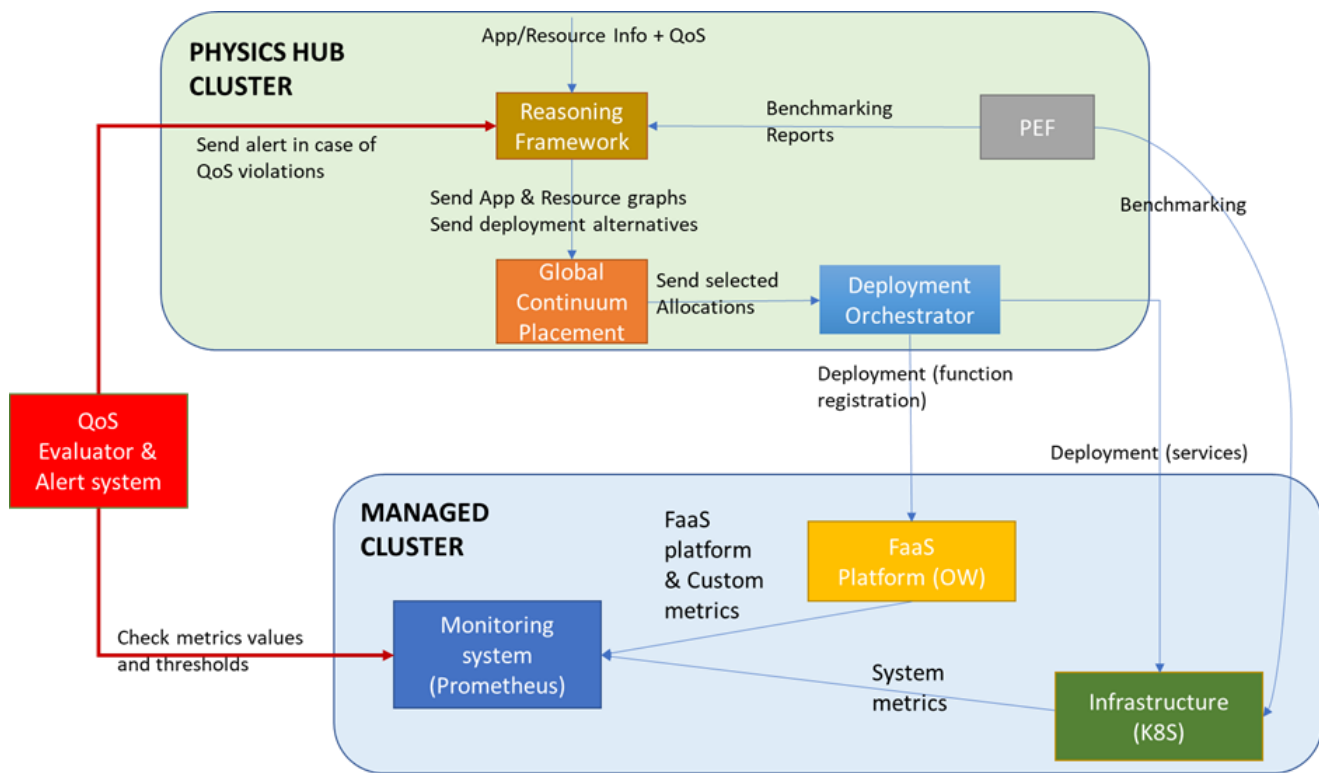 App/Resource Info + QoS
PHYSICS HUB
CLUSTER
Reasoning
Framework
Benchmarking
Reports
PEF
Send alert in case of
QoS violations
Send App & Resource graphs
Send deployment alternatives
Benchmarking
Global
Continuum
Placement
Send selected
Allocations
Deployment
Orchestrator
Deployment (function
registration)
QoS
Evaluator &
Alert system
Deployment (services)
MANAGED
CLUSTER
FaaS
platform
& Custom
metrics
FaaS
Platform (OW)
Check metrics values
and thresholds
Monitoring
system
(Prometheus)
System
metrics
Infrastructure
(K8S)